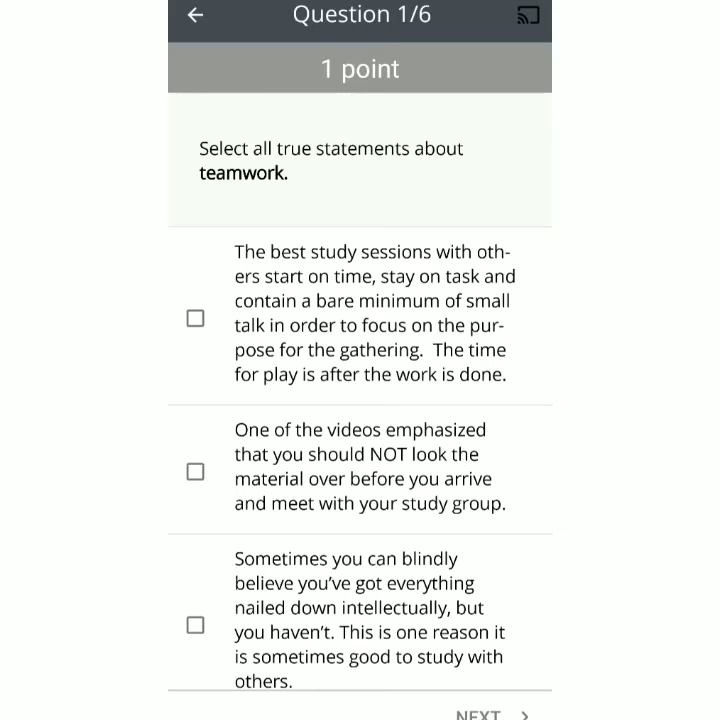 Question 1/6
1 point
Select all true statements about
teamwork.
The best study sessions with oth-
ers start on time, stay on task and
contain a bare minimum of small
talk in order to focus on the pur-
pose for the gathering.  The time
for play is after the work is done.
One of the videos emphasized
that you should NOT look the
material over before you arrive
and meet with your study group.
Sometimes you can blindly
believe you've got everything
nailed down intellectually, but
you haven't. This is one reason it
is sometimes good to study with
others.
NEXT